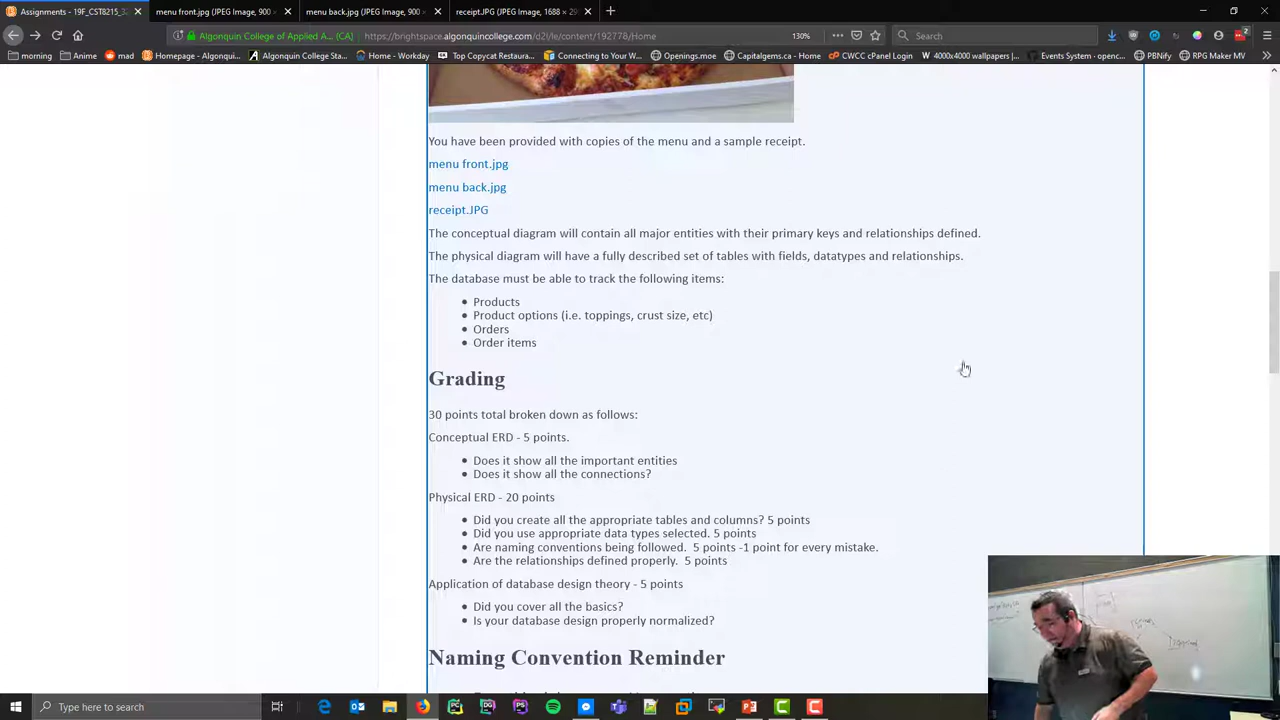 Assignments - 19F_CST8215_3
menu front.jpg (JPEG Image, 900 ×
menu back.jpg (JPEG Image, 900 ×
receipt.JPG (JPEG Image, 1688 × 29
Algonquin College of Applied A... (CA)
https://brightspace.algonquincollege.com/d2l/le/content/192778/Home
130%
Search
morning
Andrew
mad
Homepage - Algonqui...
Algonquin College Sta...
Top Copycat Restaura...
Connecting to Your W...
Openings.moe
Capitalgems.ca - Home
CWCC cPanel Login
4000x4000 wallpapers |...
Events System - openc...
PBNify
RPG Maker MV
You have been provided with copies of the menu and a sample receipt.
menu front.jpg
menu back.jpg
receipt.JPG
The conceptual diagram will contain all major entities with their primary keys and relationships defined.
The physical diagram will have a fully described set of tables with fields, datatypes and relationships.
The database must be able to track the following items:
Products
Product options (i.e. toppings, crust size, etc)
Orders
Order items
Grading
30 points total broken down as follows:
Conceptual ERD - 5 points.
Does it show all the important entities
Does it show all the connections?
Physical ERD - 20 points
Did you create all the appropriate tables and columns? 5 points
Did you use appropriate data types selected. 5 points
Are naming conventions being followed.  5 points -1 point for every mistake.
Are the relationships defined properly.  5 points
Application of database design theory - 5 points
Did you cover all the basics?
Is your database design properly normalized?
Naming Convention Reminder
Type here to search